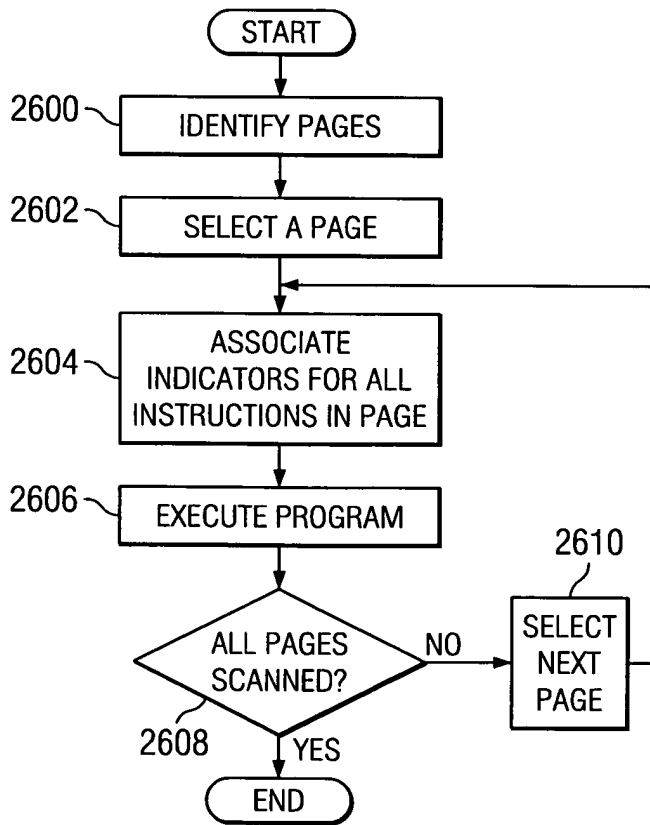 START
2600
IDENTIFY PAGES
2602
SELECT A PAGE
2604
ASSOCIATE
INDICATORS FOR ALL
INSTRUCTIONS IN PAGE
2606
EXECUTE PROGRAM
2610
ALL PAGES
SCANNED?
NO
SELECT
NEXT
PAGE
2608
YES
END